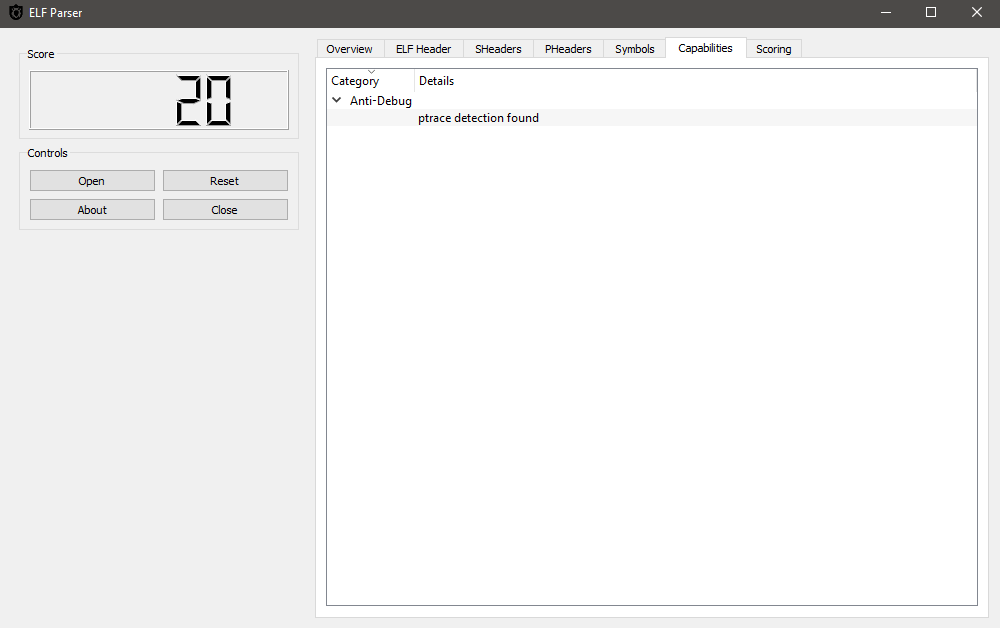 ELF Parser
Score
20
Controls
Open Reset
About Close
Overview ELF Header SHeaders PHeaders Symbols Capabilities Scoring
Category Details
Anti-Debug
ptrace detection found